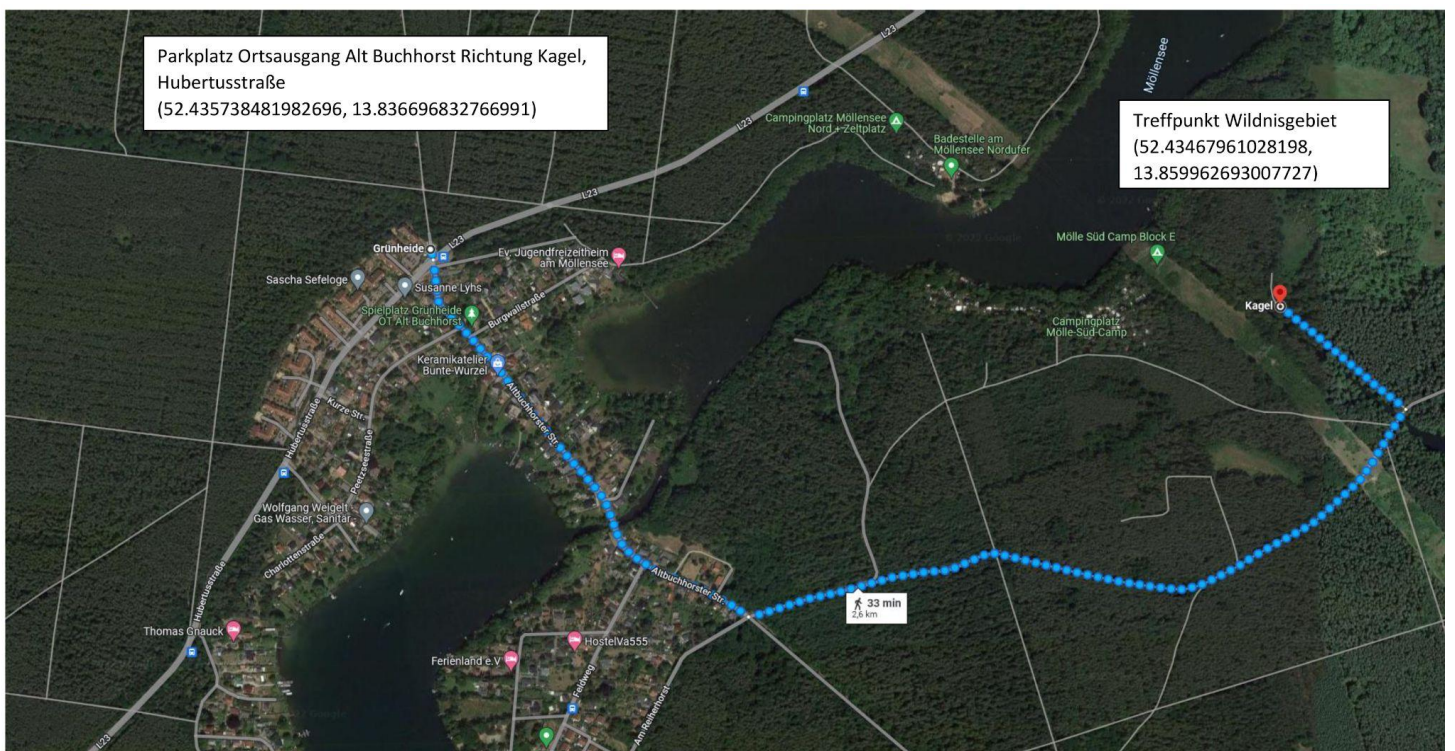 Parkplatz Ortsausgang Alt Buchhorst Richtung Kagel,
Hubertusstraße
(52.435738481982696, 13.836696832766991)
L23
L23
L23
L23
Möllensee
Treffpunkt Wildnisgebiet
(52.43467961028198,
13.859962693007727)
Campingplatz Möllensee
Nord + Zeltplatz
Badestelle am
Möllensee Nordufer
Grünheide
Ev. Jugendfreizeitheim
am Möllensee
Mölle Süd Camp Block E
Sascha Sefeloge
Susanne Lyhs
Spielplatz Grünheide
OT Alt Buchhorst
Burgwallstraße
Kagel
Campingplatz
Mölle-Süd-Camp
Keramikatelier
Bunte-Wurzel
Altbuchhorster Str.
Kurze Str.
Hubertusstraße
Peetzseestraße
Wolfgang Weigelt
Gas Wasser, Sanitär...
Charlottenstraße
Altbuchhorster Str.
33 min
2,6 km
Hubertusstraße
Thomas Gnauck
HostelVa555
Ferienland e.V
Feldweg
Am Reiherhorst
L23